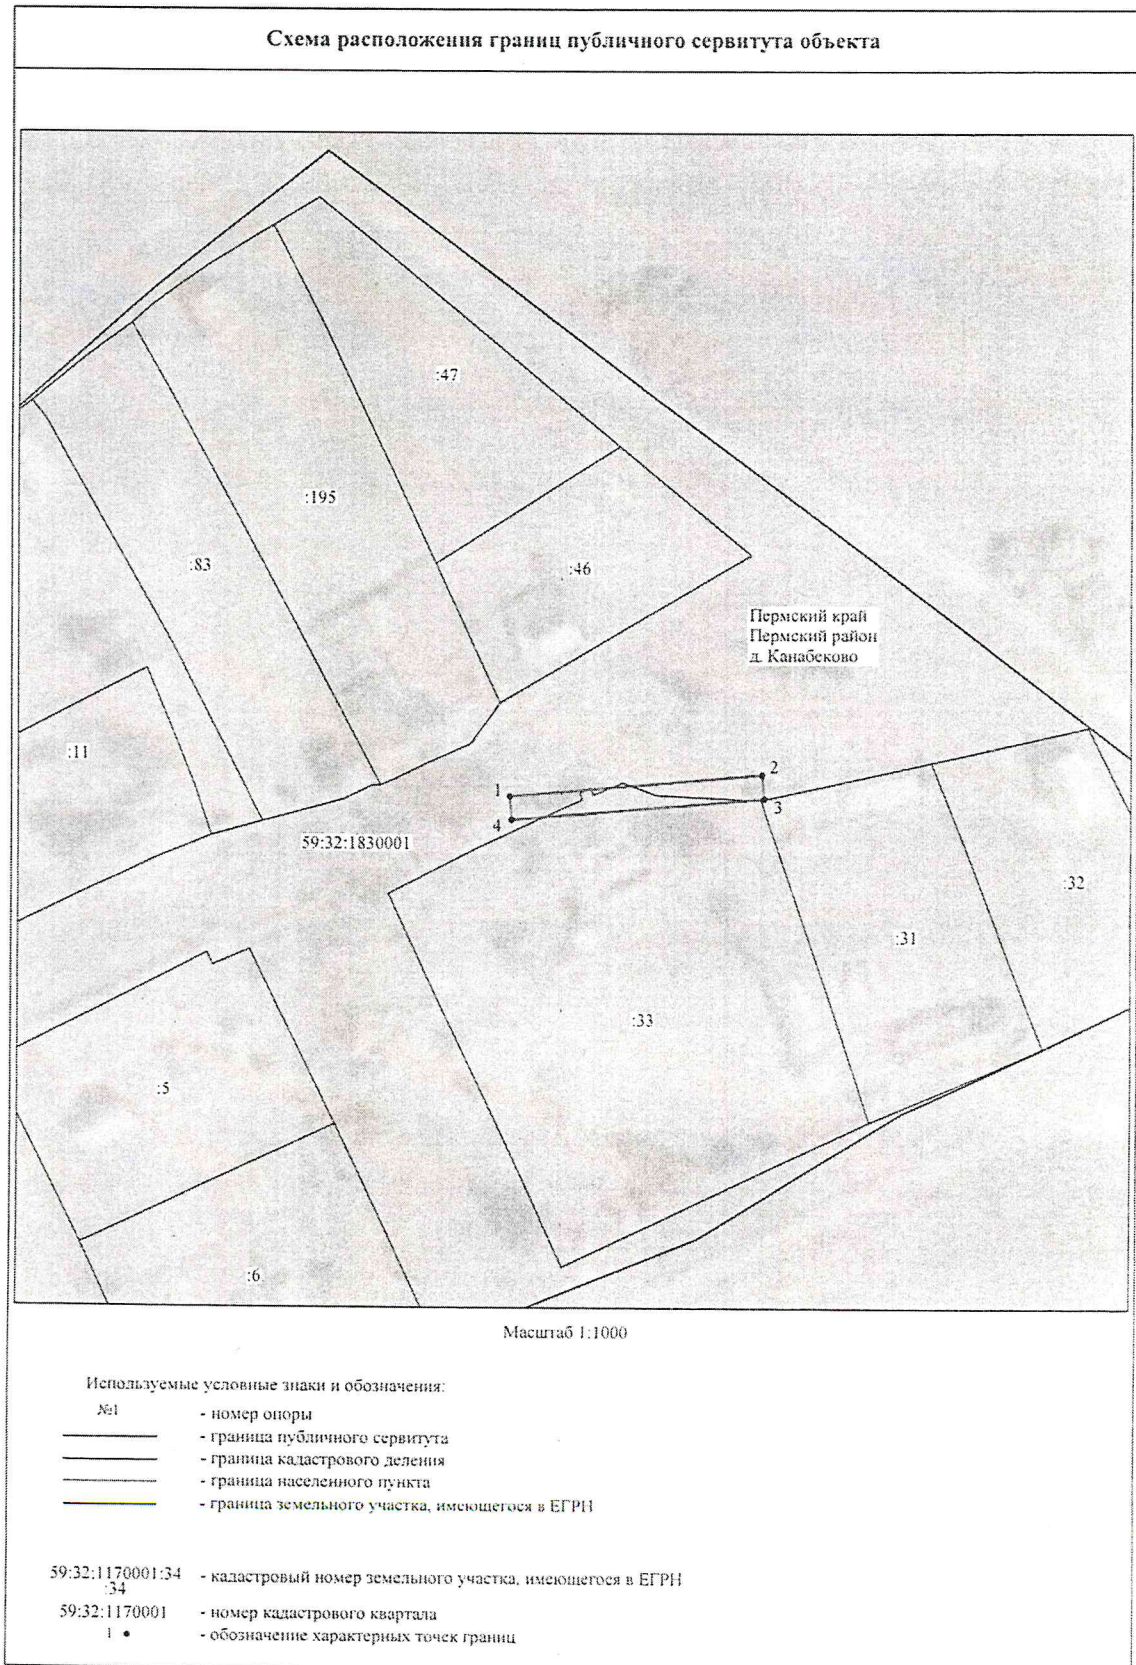 Схема расположения границ публичного сервитута объекта
:47
:195
:83
:46
Пермский край
Пермский район
д. Канабеково
:11
1
2
3
4
59:32:1830001
:32
:31
:33
:5
:6
Масштаб 1:1000
Используемые условные знаки и обозначения:
№1 - номер опоры
- граница публичного сервитута
- граница кадастрового деления
- граница населенного пункта
- граница земельного участка, имеющегося в ЕГРН
59:32:1170001:34
:34 - кадастровый номер земельного участка, имеющегося в ЕГРН
59:32:1170001 - номер кадастрового квартала
1 • - обозначение характерных точек границ